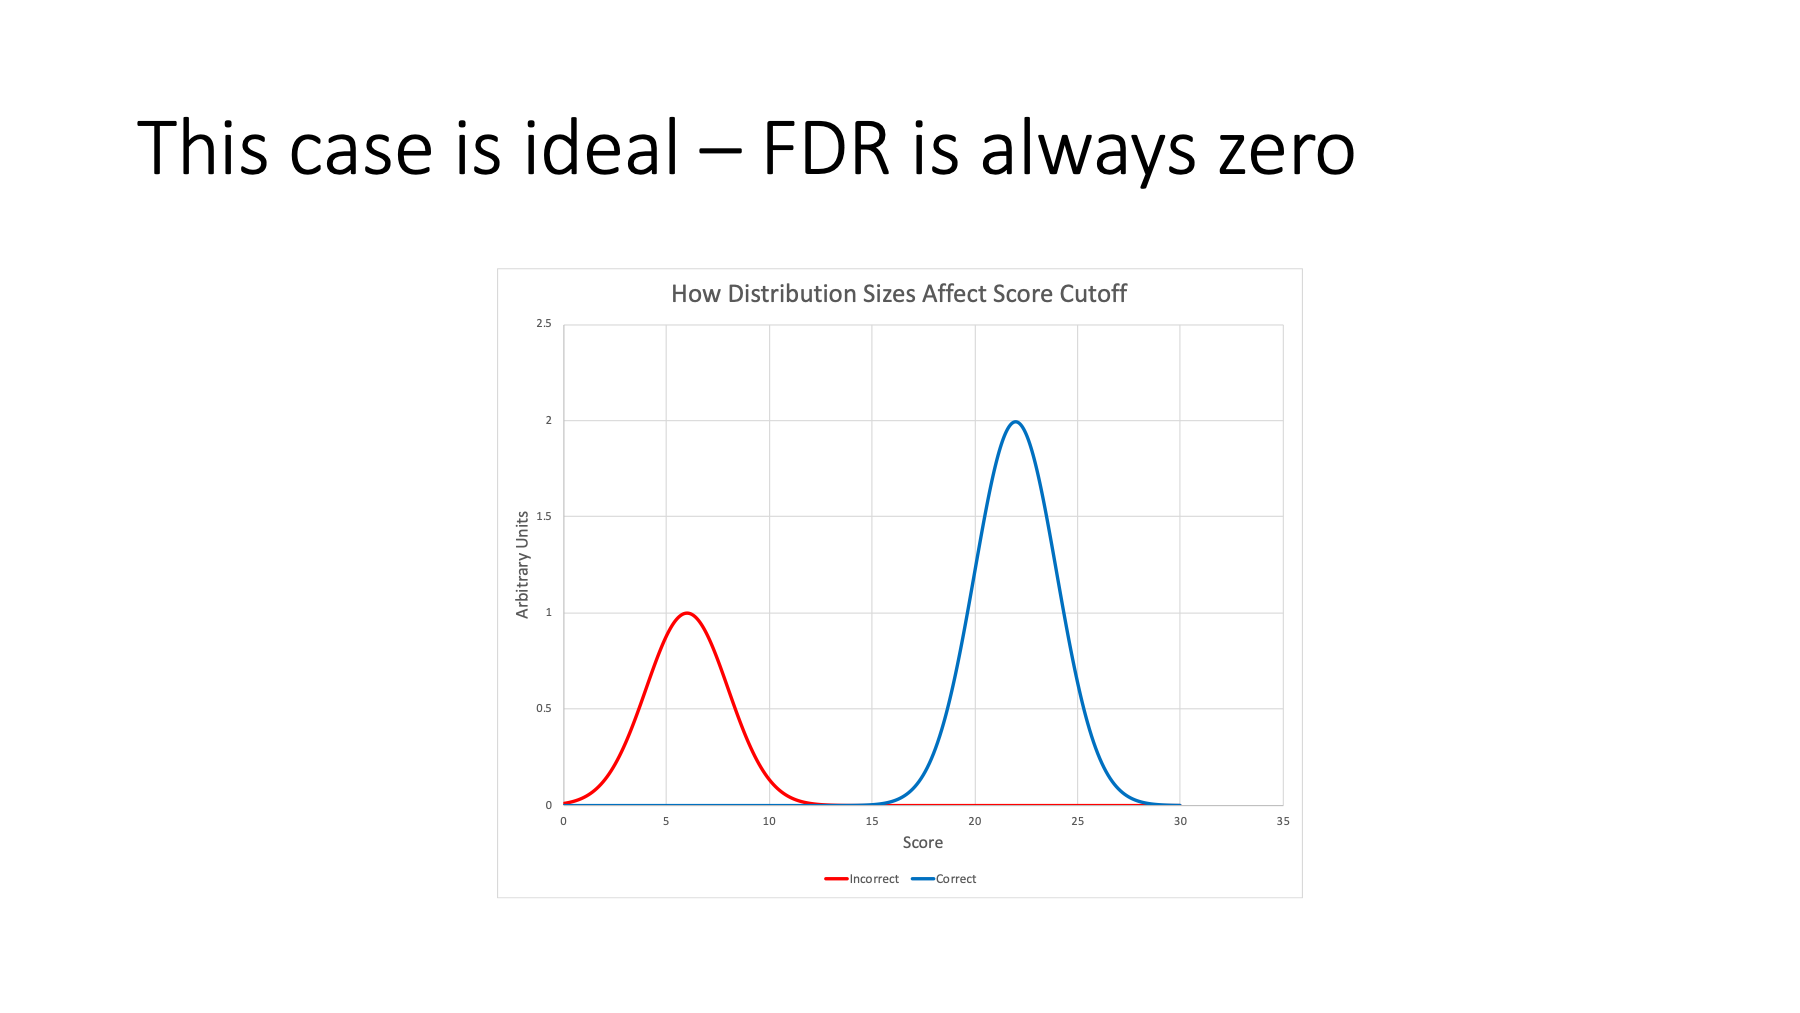 This case is ideal – FDR is always zero
How Distribution Sizes Affect Score Cutoff
2.5
2
1.5
1
0.5
0
Arbitrary Units
0 5 10 15 20 25 30 35
Score
Incorrect Correct